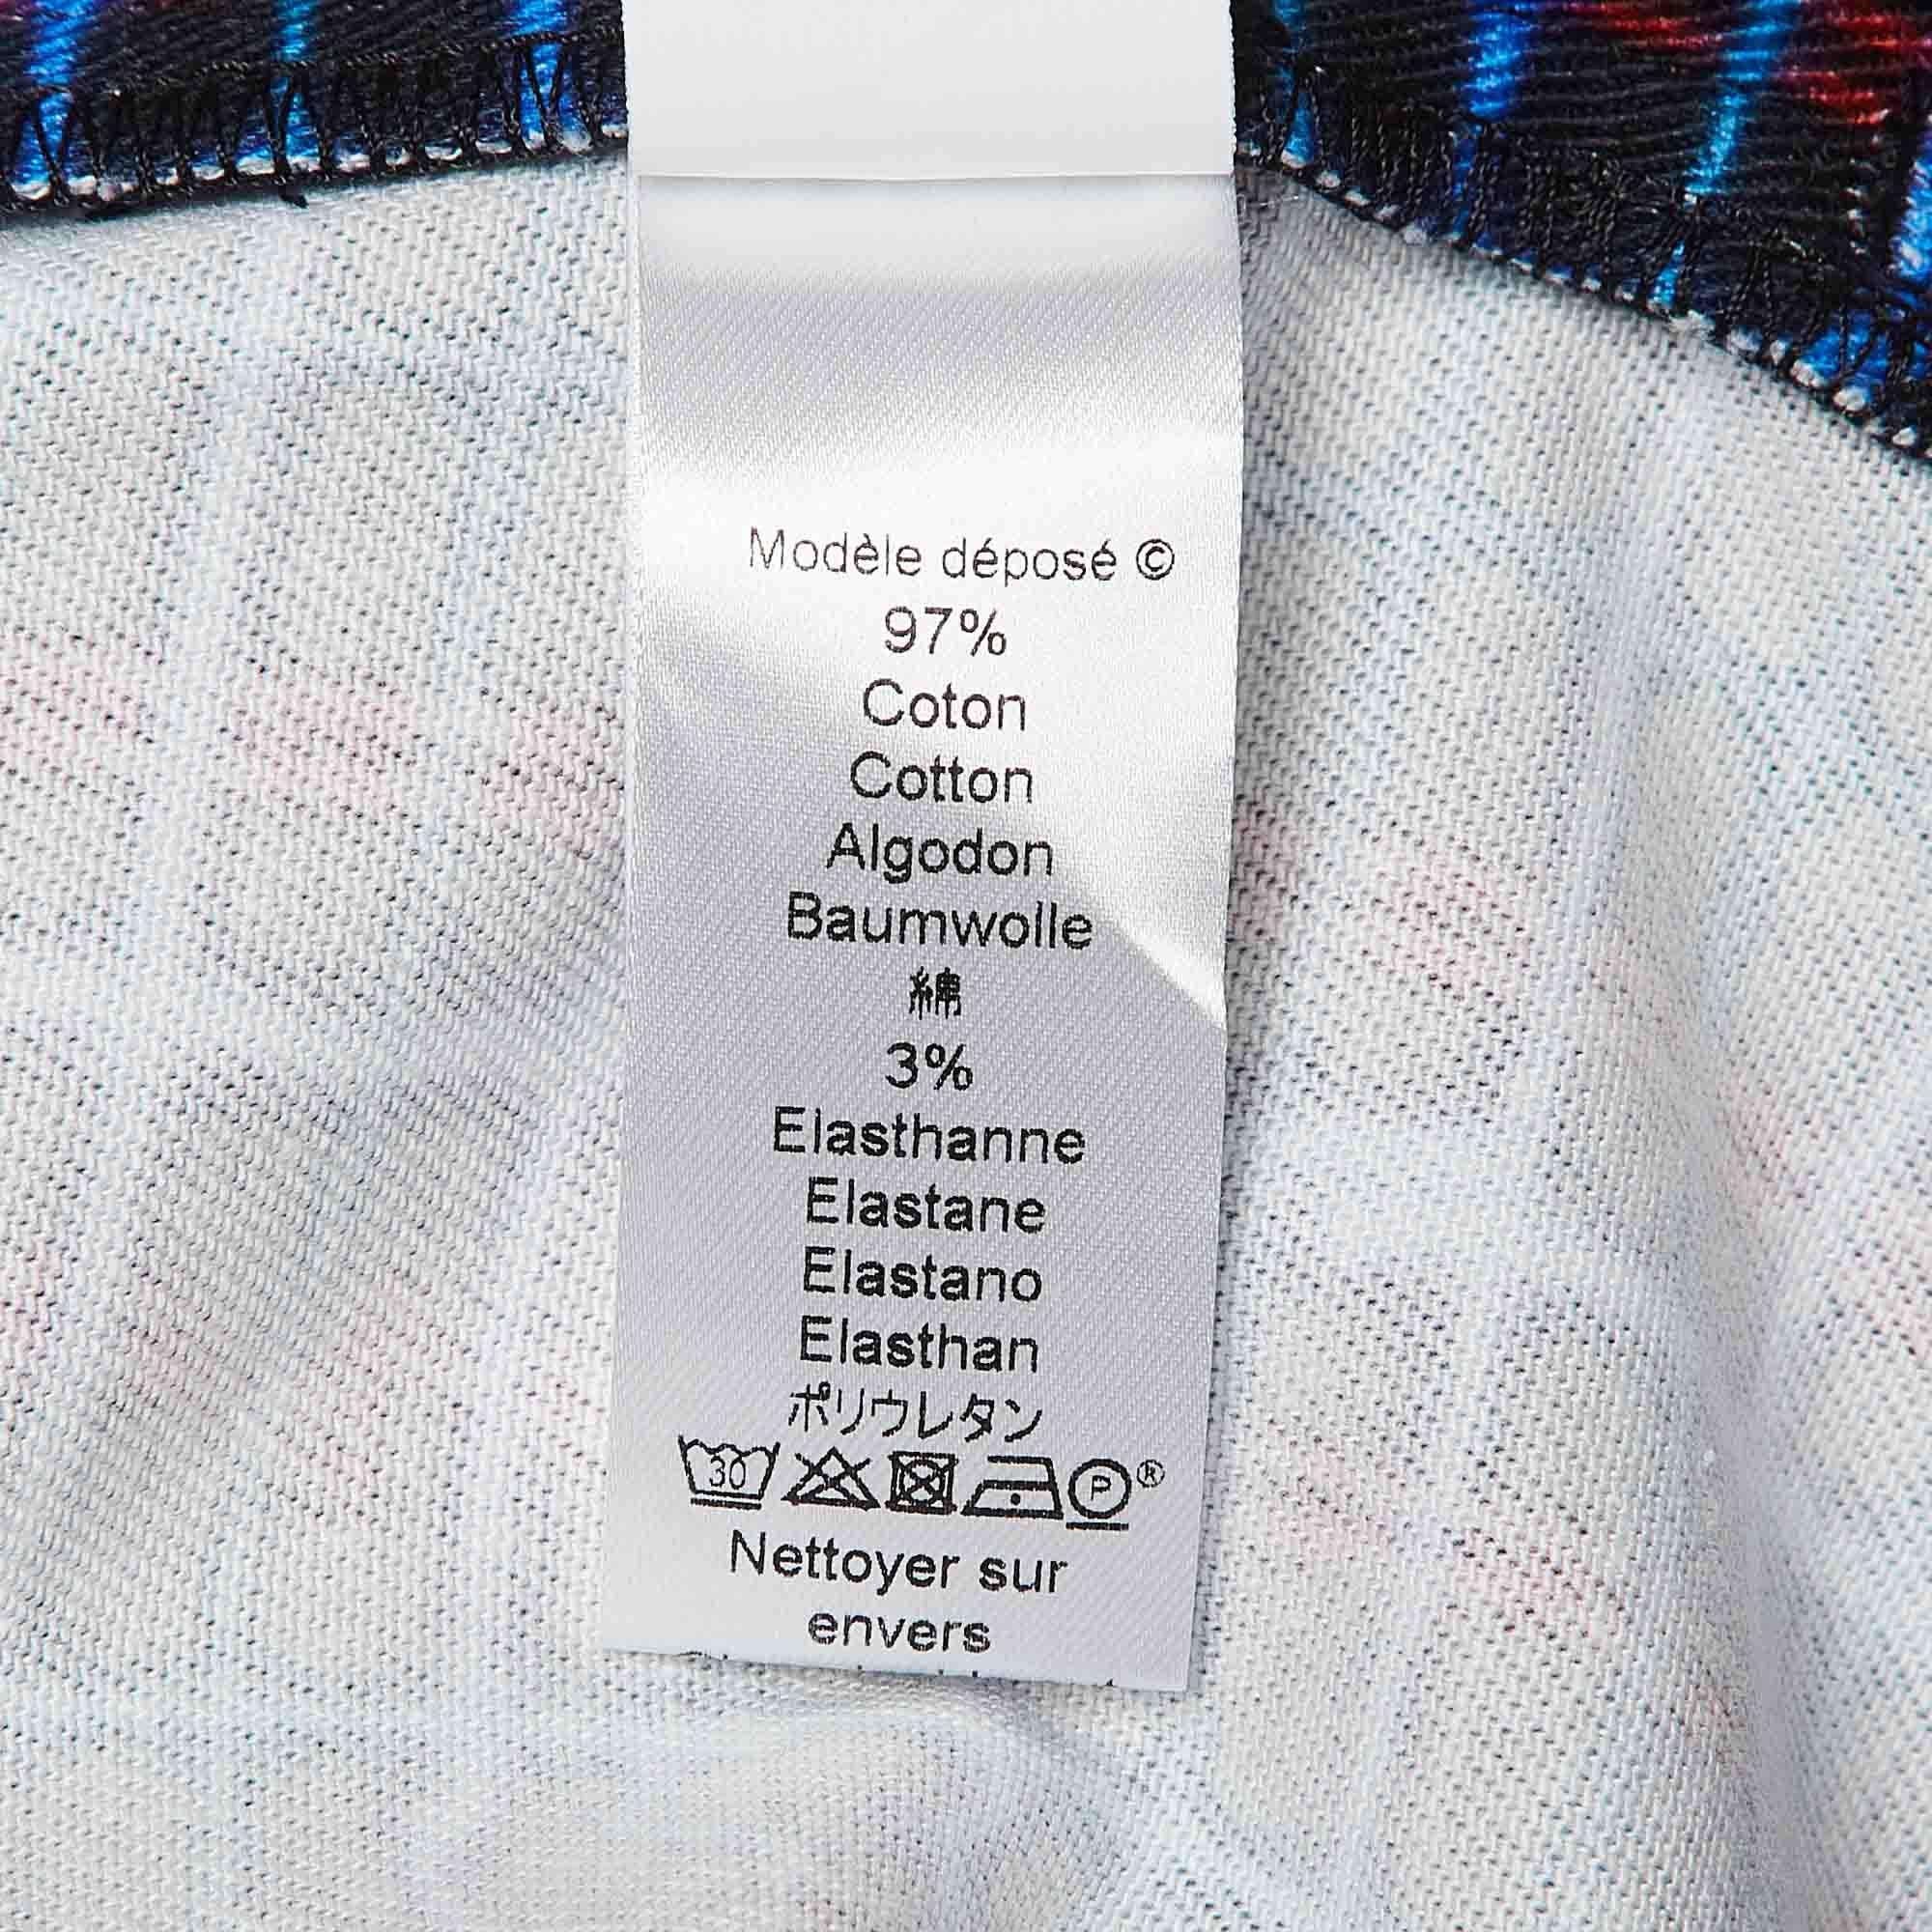 Modèle déposé ©
97%
Coton
Cotton
Algodon
Baumwolle
綿
3%
Elasthanne
Elastane
Elastano
Elasthan
ポリウレタン
30 P ®
Nettoyer sur
envers